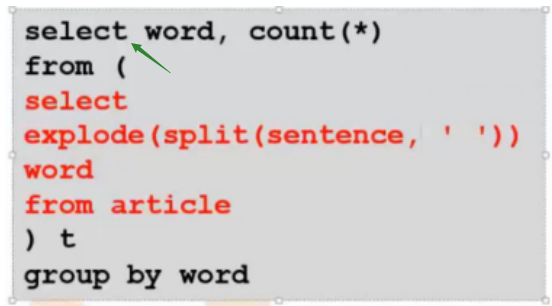 select word, count(*)
from (
select
explode(split(sentence, ' '))
word
from article
) t
group by word